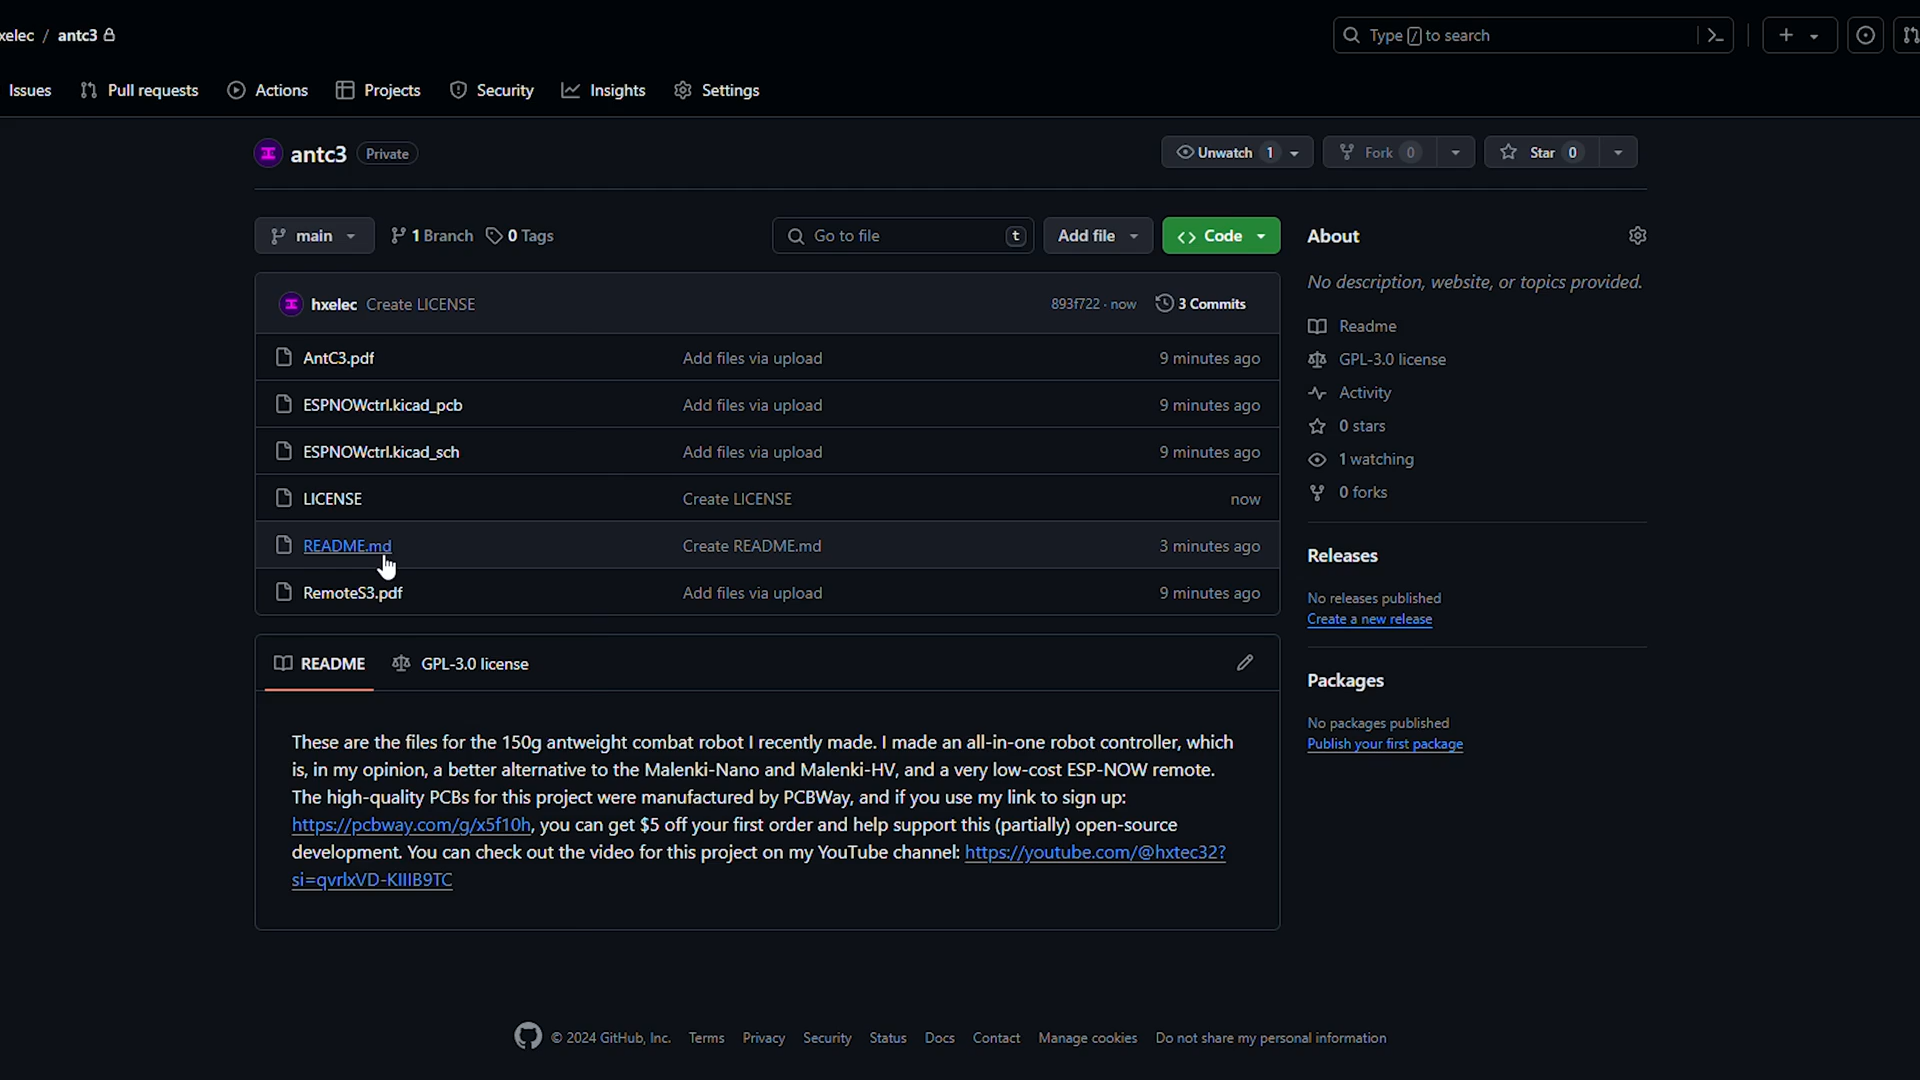 xelec / antc3
Type / to search
Issues Pull requests Actions Projects Security Insights Settings
antc3 Private
Unwatch 1 Fork 0 Star 0
main 1 Branch 0 Tags Go to file t Add file Code
hxelec Create LICENSE 893f722 · now 3 Commits
AntC3.pdf Add files via upload 9 minutes ago
ESPNOWctrl.kicad_pcb Add files via upload 9 minutes ago
ESPNOWctrl.kicad_sch Add files via upload 9 minutes ago
LICENSE Create LICENSE now
README.md Create README.md 3 minutes ago
RemoteS3.pdf Add files via upload 9 minutes ago
README GPL-3.0 license
These are the files for the 150g antweight combat robot I recently made. I made an all-in-one robot controller, which
is, in my opinion, a better alternative to the Malenki-Nano and Malenki-HV, and a very low-cost ESP-NOW remote.
The high-quality PCBs for this project were manufactured by PCBWay, and if you use my link to sign up:
https://pcbway.com/g/x5f10h, you can get $5 off your first order and help support this (partially) open-source
development. You can check out the video for this project on my YouTube channel: https://youtube.com/@hxtec32?
si=qvrlxVD-KIIIB9TC
About
No description, website, or topics provided.
Readme
GPL-3.0 license
Activity
0 stars
1 watching
0 forks
Releases
No releases published
Create a new release
Packages
No packages published
Publish your first package
© 2024 GitHub, Inc. Terms Privacy Security Status Docs Contact Manage cookies Do not share my personal information